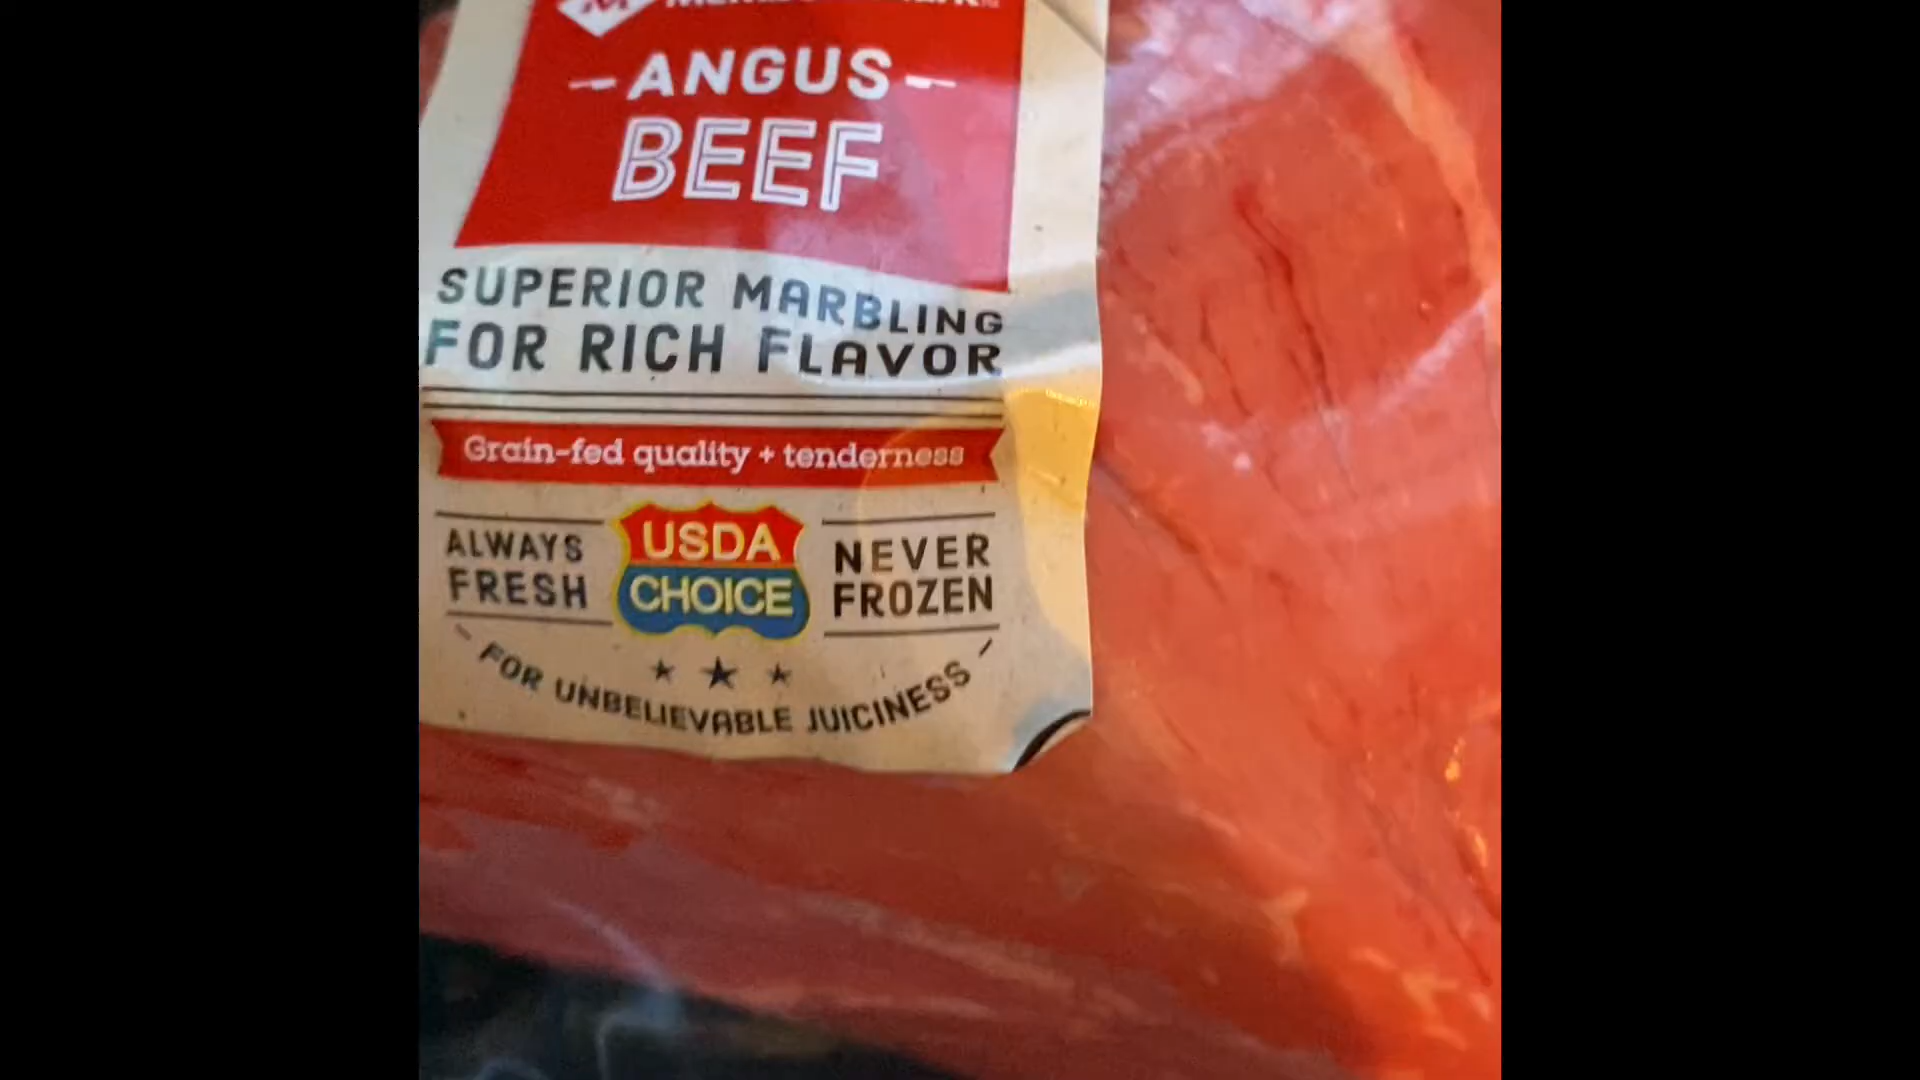 ANGUS
BEEF
SUPERIOR MARBLING
FOR RICH FLAVOR
Grain-fed quality + tenderness
ALWAYS
FRESH
USDA
CHOICE
NEVER
FROZEN
FOR UNBELIEVABLE JUICINESS